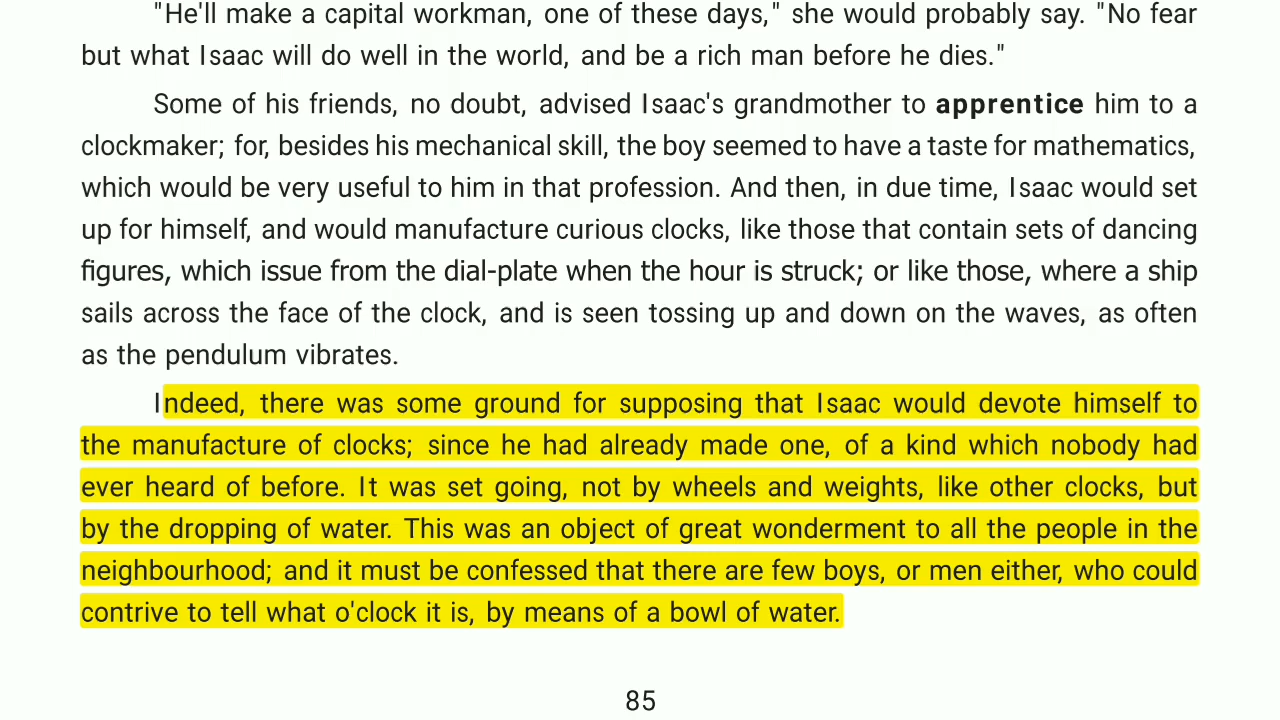 "He'll make a capital workman, one of these days," she would probably say. "No fear
but what Isaac will do well in the world, and be a rich man before he dies."
Some of his friends, no doubt, advised Isaac's grandmother to apprentice him to a
clockmaker; for, besides his mechanical skill, the boy seemed to have a taste for mathematics,
which would be very useful to him in that profession. And then, in due time, Isaac would set
up for himself, and would manufacture curious clocks, like those that contain sets of dancing
figures, which issue from the dial-plate when the hour is struck; or like those, where a ship
sails across the face of the clock, and is seen tossing up and down on the waves, as often
as the pendulum vibrates.
Indeed, there was some ground for supposing that Isaac would devote himself to
the manufacture of clocks; since he had already made one, of a kind which nobody had
ever heard of before. It was set going, not by wheels and weights, like other clocks, but
by the dropping of water. This was an object of great wonderment to all the people in the
neighbourhood; and it must be confessed that there are few boys, or men either, who could
contrive to tell what o'clock it is, by means of a bowl of water.
85